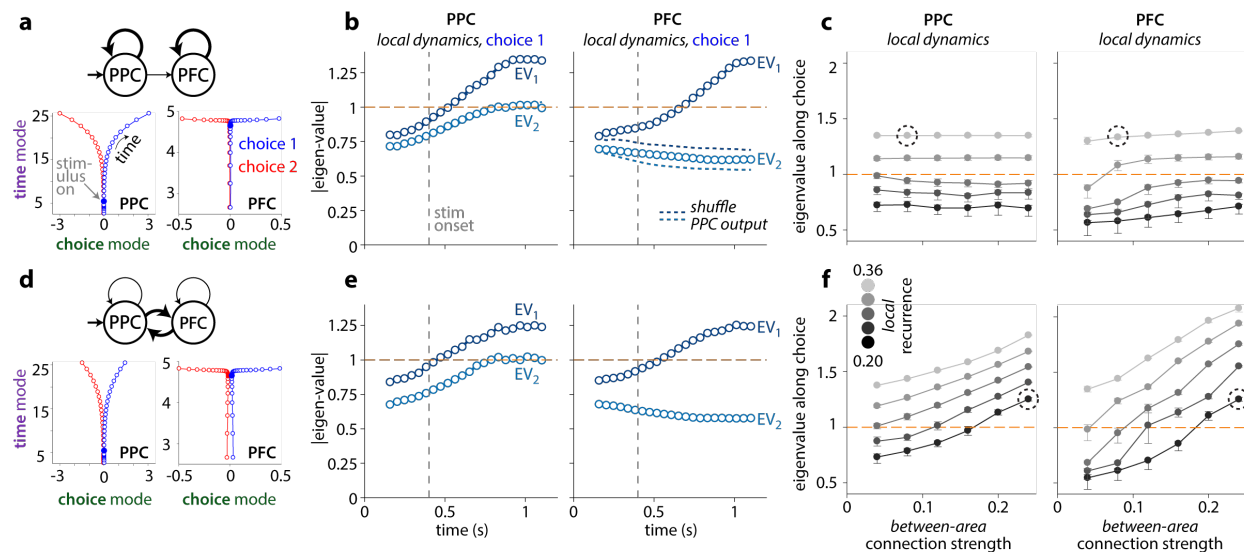 a
PPC
PFC
25
15
5
time mode
stim-
ulus
on
time
PPC
-3
0
3
choice mode
5
4
3
choice 1
choice 2
PFC
-0.5
0
0.5
choice mode
b
PPC
local dynamics, choice 1
|eigen-value|
1.25
1
0.75
0.5
1.25
0
EV1
EV2
stim
onset
PFC
local dynamics, choice 1
EV1
EV2
shuffle
PPC output
c
PPC
local dynamics
eigenvalue along choice
2
1.5
1
0.5
PFC
local dynamics
d
PPC
PFC
25
15
5
time mode
PPC
-3
0
3
choice mode
5
4
3
PFC
-0.5
0
0.5
choice mode
e
|eigen-value|
1.25
1
0.75
0.5
1.25
0
EV1
EV2
0
0.5
1
time (s)
EV1
EV2
0
0.5
1
time (s)
f
eigenvalue along choice
2
1.5
1
0.5
0.36
local
recurrence
0.20
0
0.1
0.2
between-area
connection strength
0
0.1
0.2
between-area
connection strength